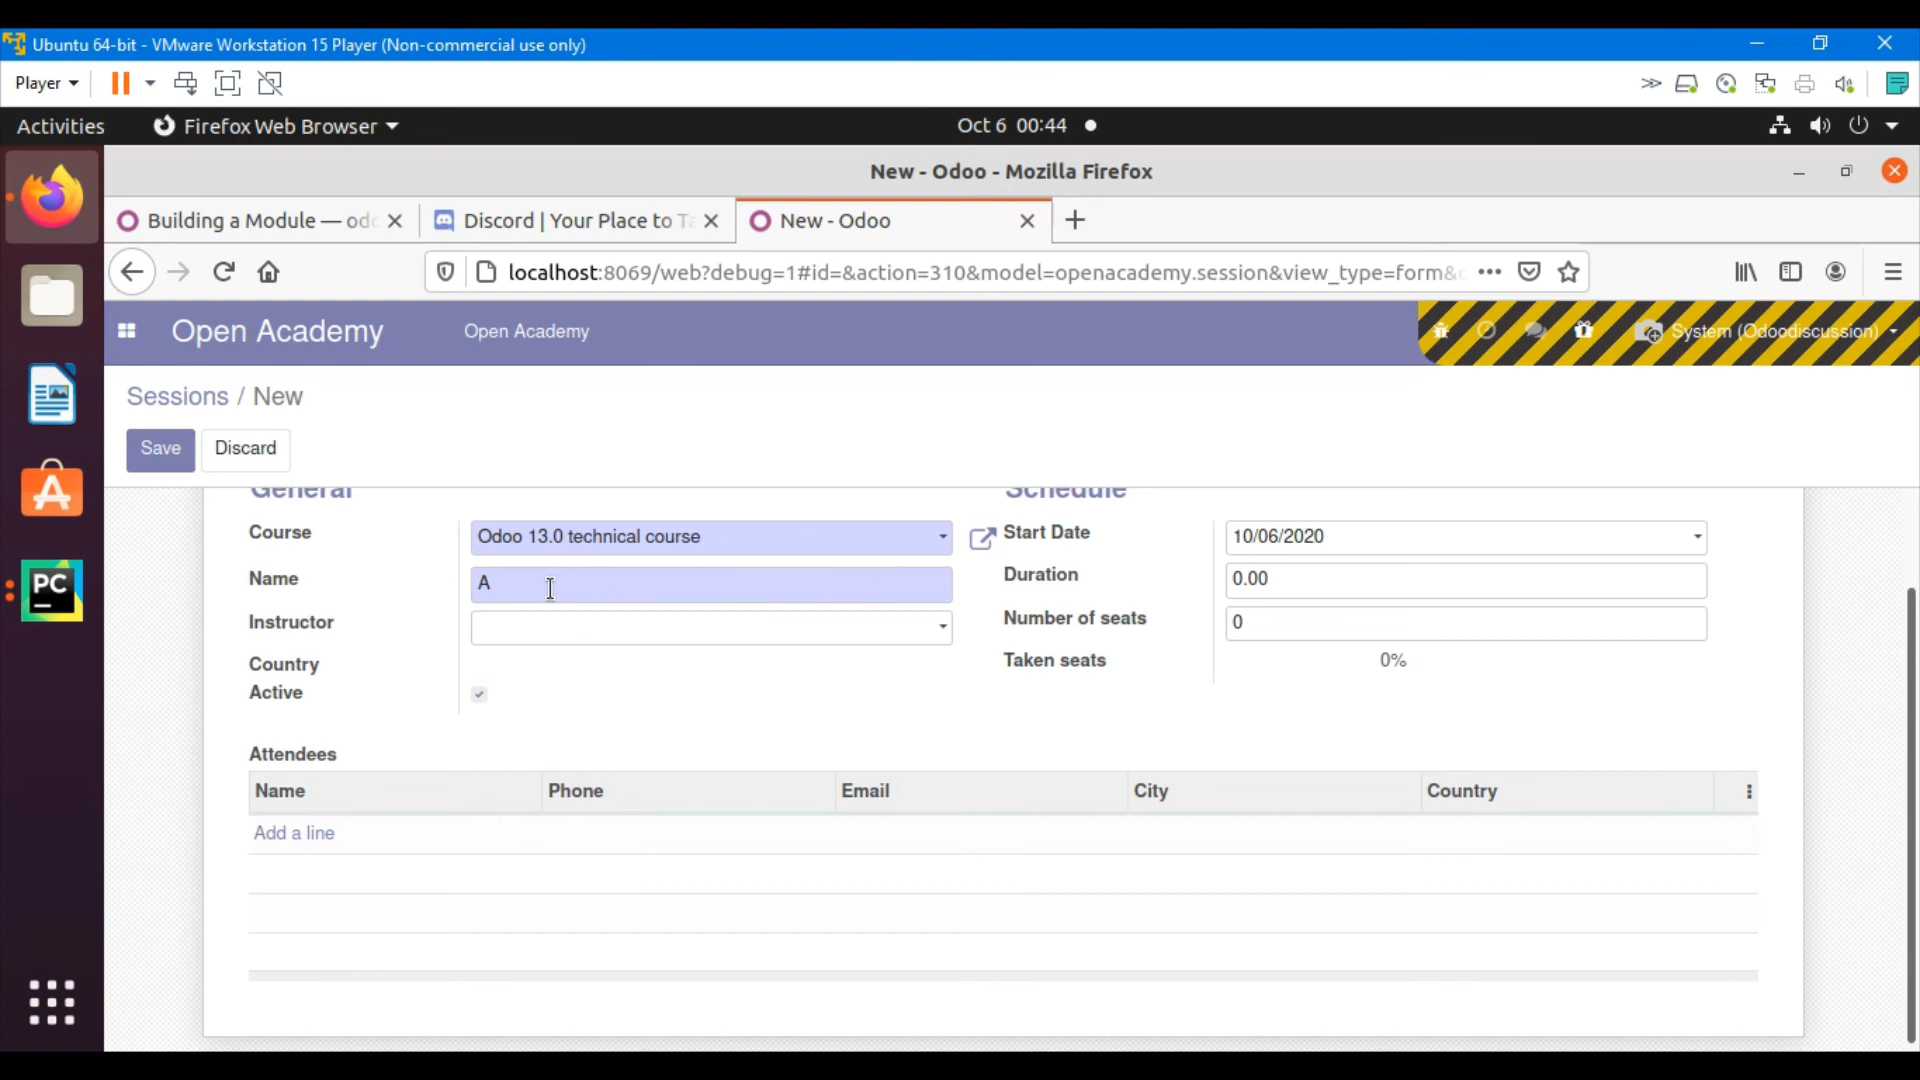 Ubuntu 64-bit - VMware Workstation 15 Player (Non-commercial use only)
Player
Activities
Firefox Web Browser
Oct 6 00:44
New - Odoo - Mozilla Firefox
Building a Module — odo
Discord | Your Place to Ta
New - Odoo
localhost:8069/web?debug=1#id=&action=310&model=openacademy.session&view_type=form&c
Open Academy
Open Academy
System (Odoodiscussion)
Sessions / New
Save
Discard
General
Schedule
Course
Odoo 13.0 technical course
Start Date
10/06/2020
Name
A
Duration
0.00
Instructor
Number of seats
0
Country
Taken seats
0%
Active
Attendees
Name
Phone
Email
City
Country
Add a line
PC